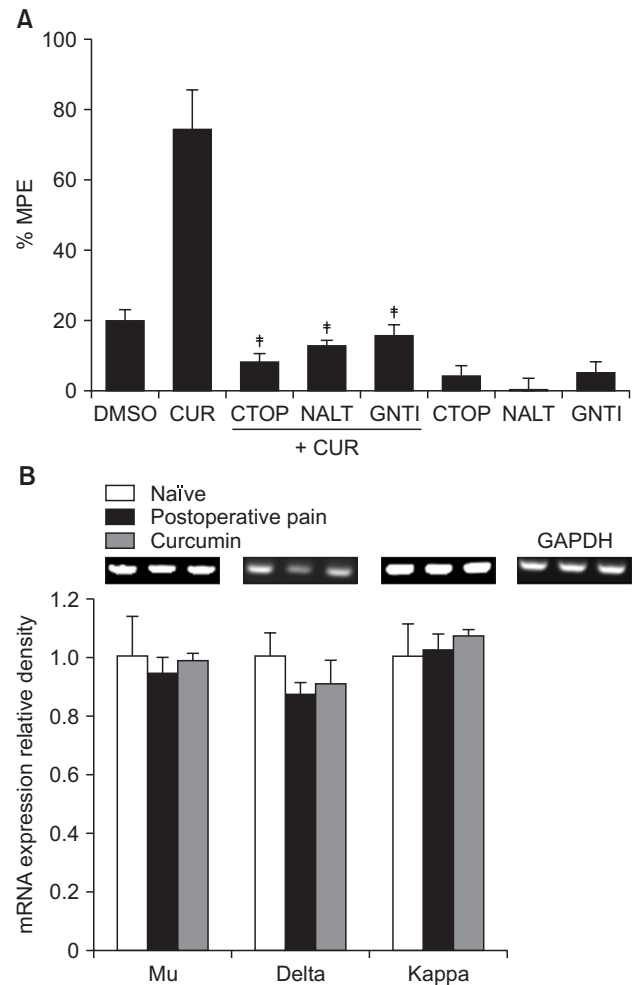 A
100
80
60
40
20
0
% MPE
ǂ ǂ ǂ
DMSO CUR CTOP NALT GNTI CTOP NALT GNTI
+ CUR
B
Naïve
Postoperative pain
Curcumin
GAPDH
1.2
1.0
0.8
0.6
0.4
0.2
0
mRNA expression relative density
Mu Delta Kappa